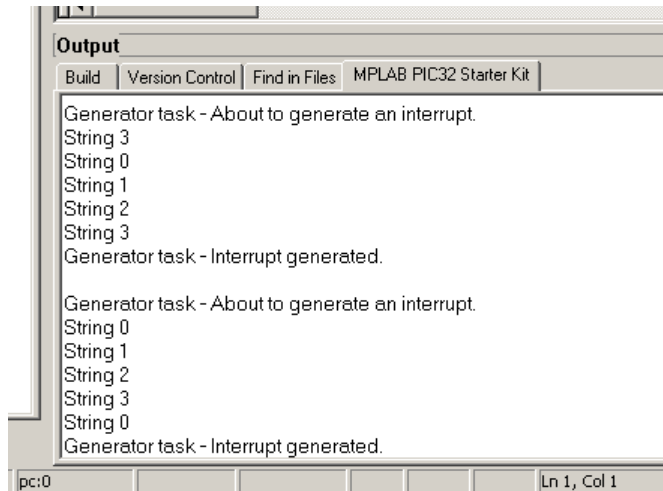 Output
Build Version Control Find in Files MPLAB PIC32 Starter Kit
Generator task - About to generate an interrupt.
String 3
String 0
String 1
String 2
String 3
Generator task - Interrupt generated.
Generator task - About to generate an interrupt.
String 0
String 1
String 2
String 3
String 0
Generator task - Interrupt generated.
pc:0 Ln 1, Col 1